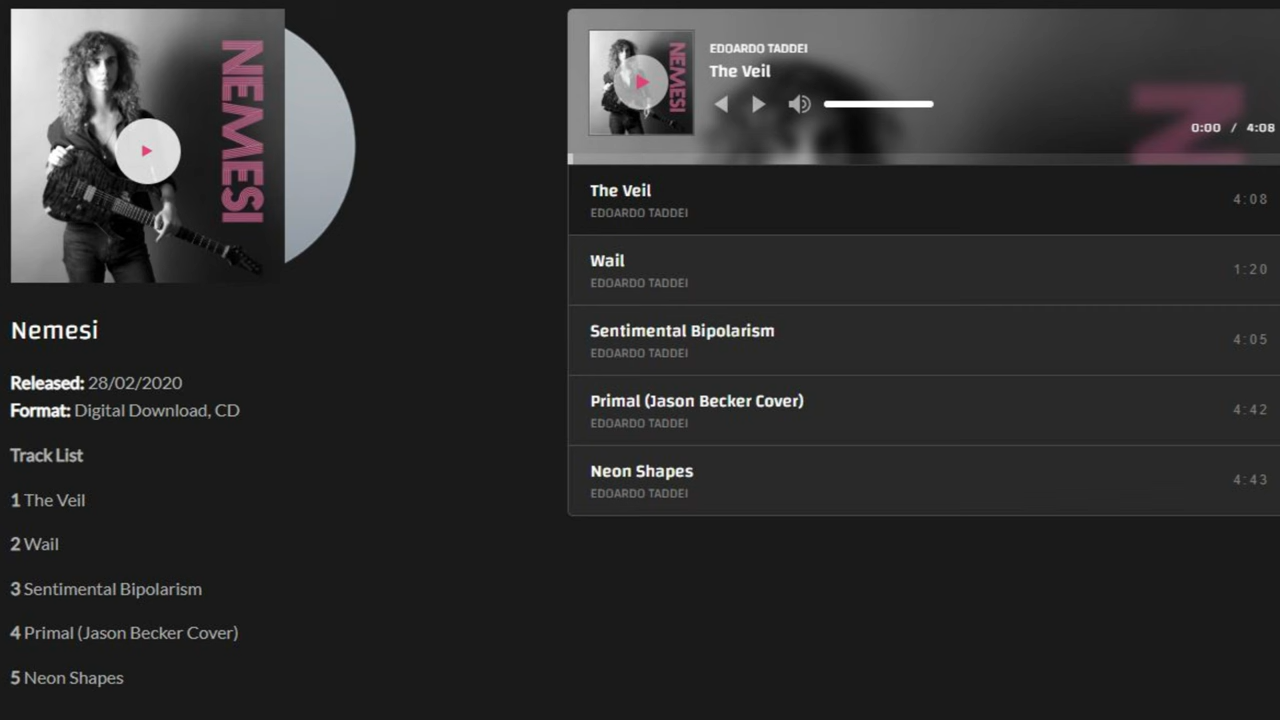 NEMESI
Nemesi
Released: 28/02/2020
Format: Digital Download, CD
Track List
1 The Veil
2 Wail
3 Sentimental Bipolarism
4 Primal (Jason Becker Cover)
5 Neon Shapes
NEMESI
EDOARDO TADDEI
The Veil
N
0:00 / 4:08
The Veil
4:08
EDOARDO TADDEI
Wail
1:20
EDOARDO TADDEI
Sentimental Bipolarism
4:05
EDOARDO TADDEI
Primal (Jason Becker Cover)
4:42
EDOARDO TADDEI
Neon Shapes
4:43
EDOARDO TADDEI